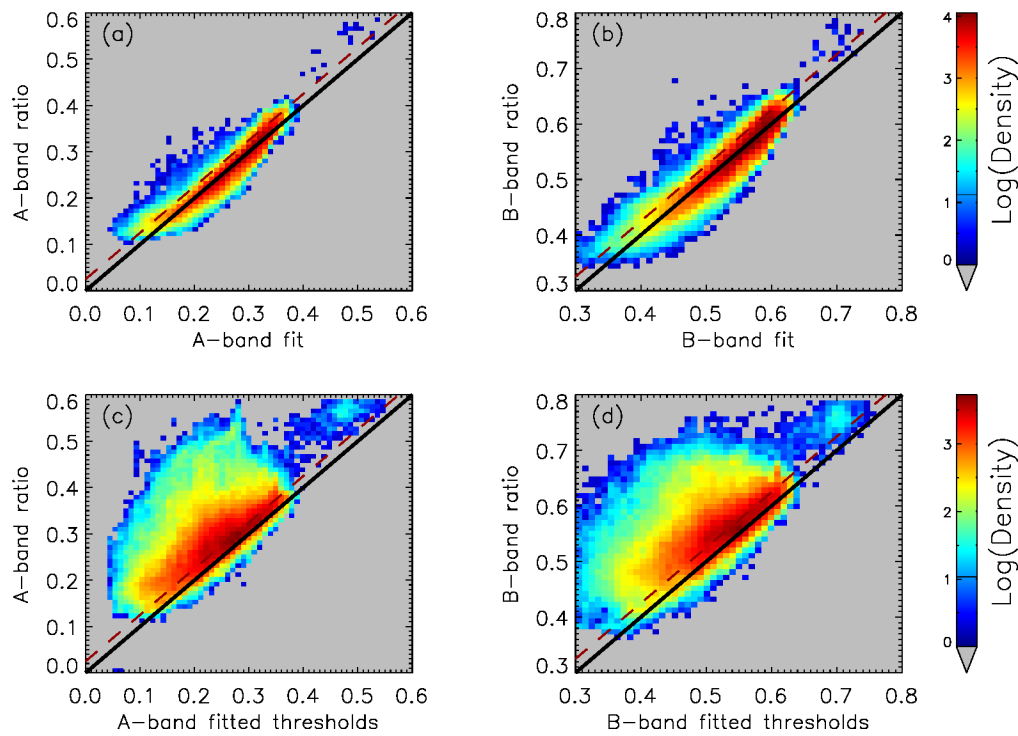 (a)
0.6
0.5
0.4
0.3
0.2
0.1
0.0
A-band ratio
0.0 0.1 0.2 0.3 0.4 0.5 0.6
A-band fit
(b)
0.8
0.7
0.6
0.5
0.4
0.3
B-band ratio
0.3 0.4 0.5 0.6 0.7 0.8
B-band fit
4
3
2
1
0
Log(Density)
(c)
0.6
0.5
0.4
0.3
0.2
0.1
0.0
A-band ratio
0.0 0.1 0.2 0.3 0.4 0.5 0.6
A-band fitted thresholds
(d)
0.8
0.7
0.6
0.5
0.4
0.3
B-band ratio
0.3 0.4 0.5 0.6 0.7 0.8
B-band fitted thresholds
3
2
1
0
Log(Density)